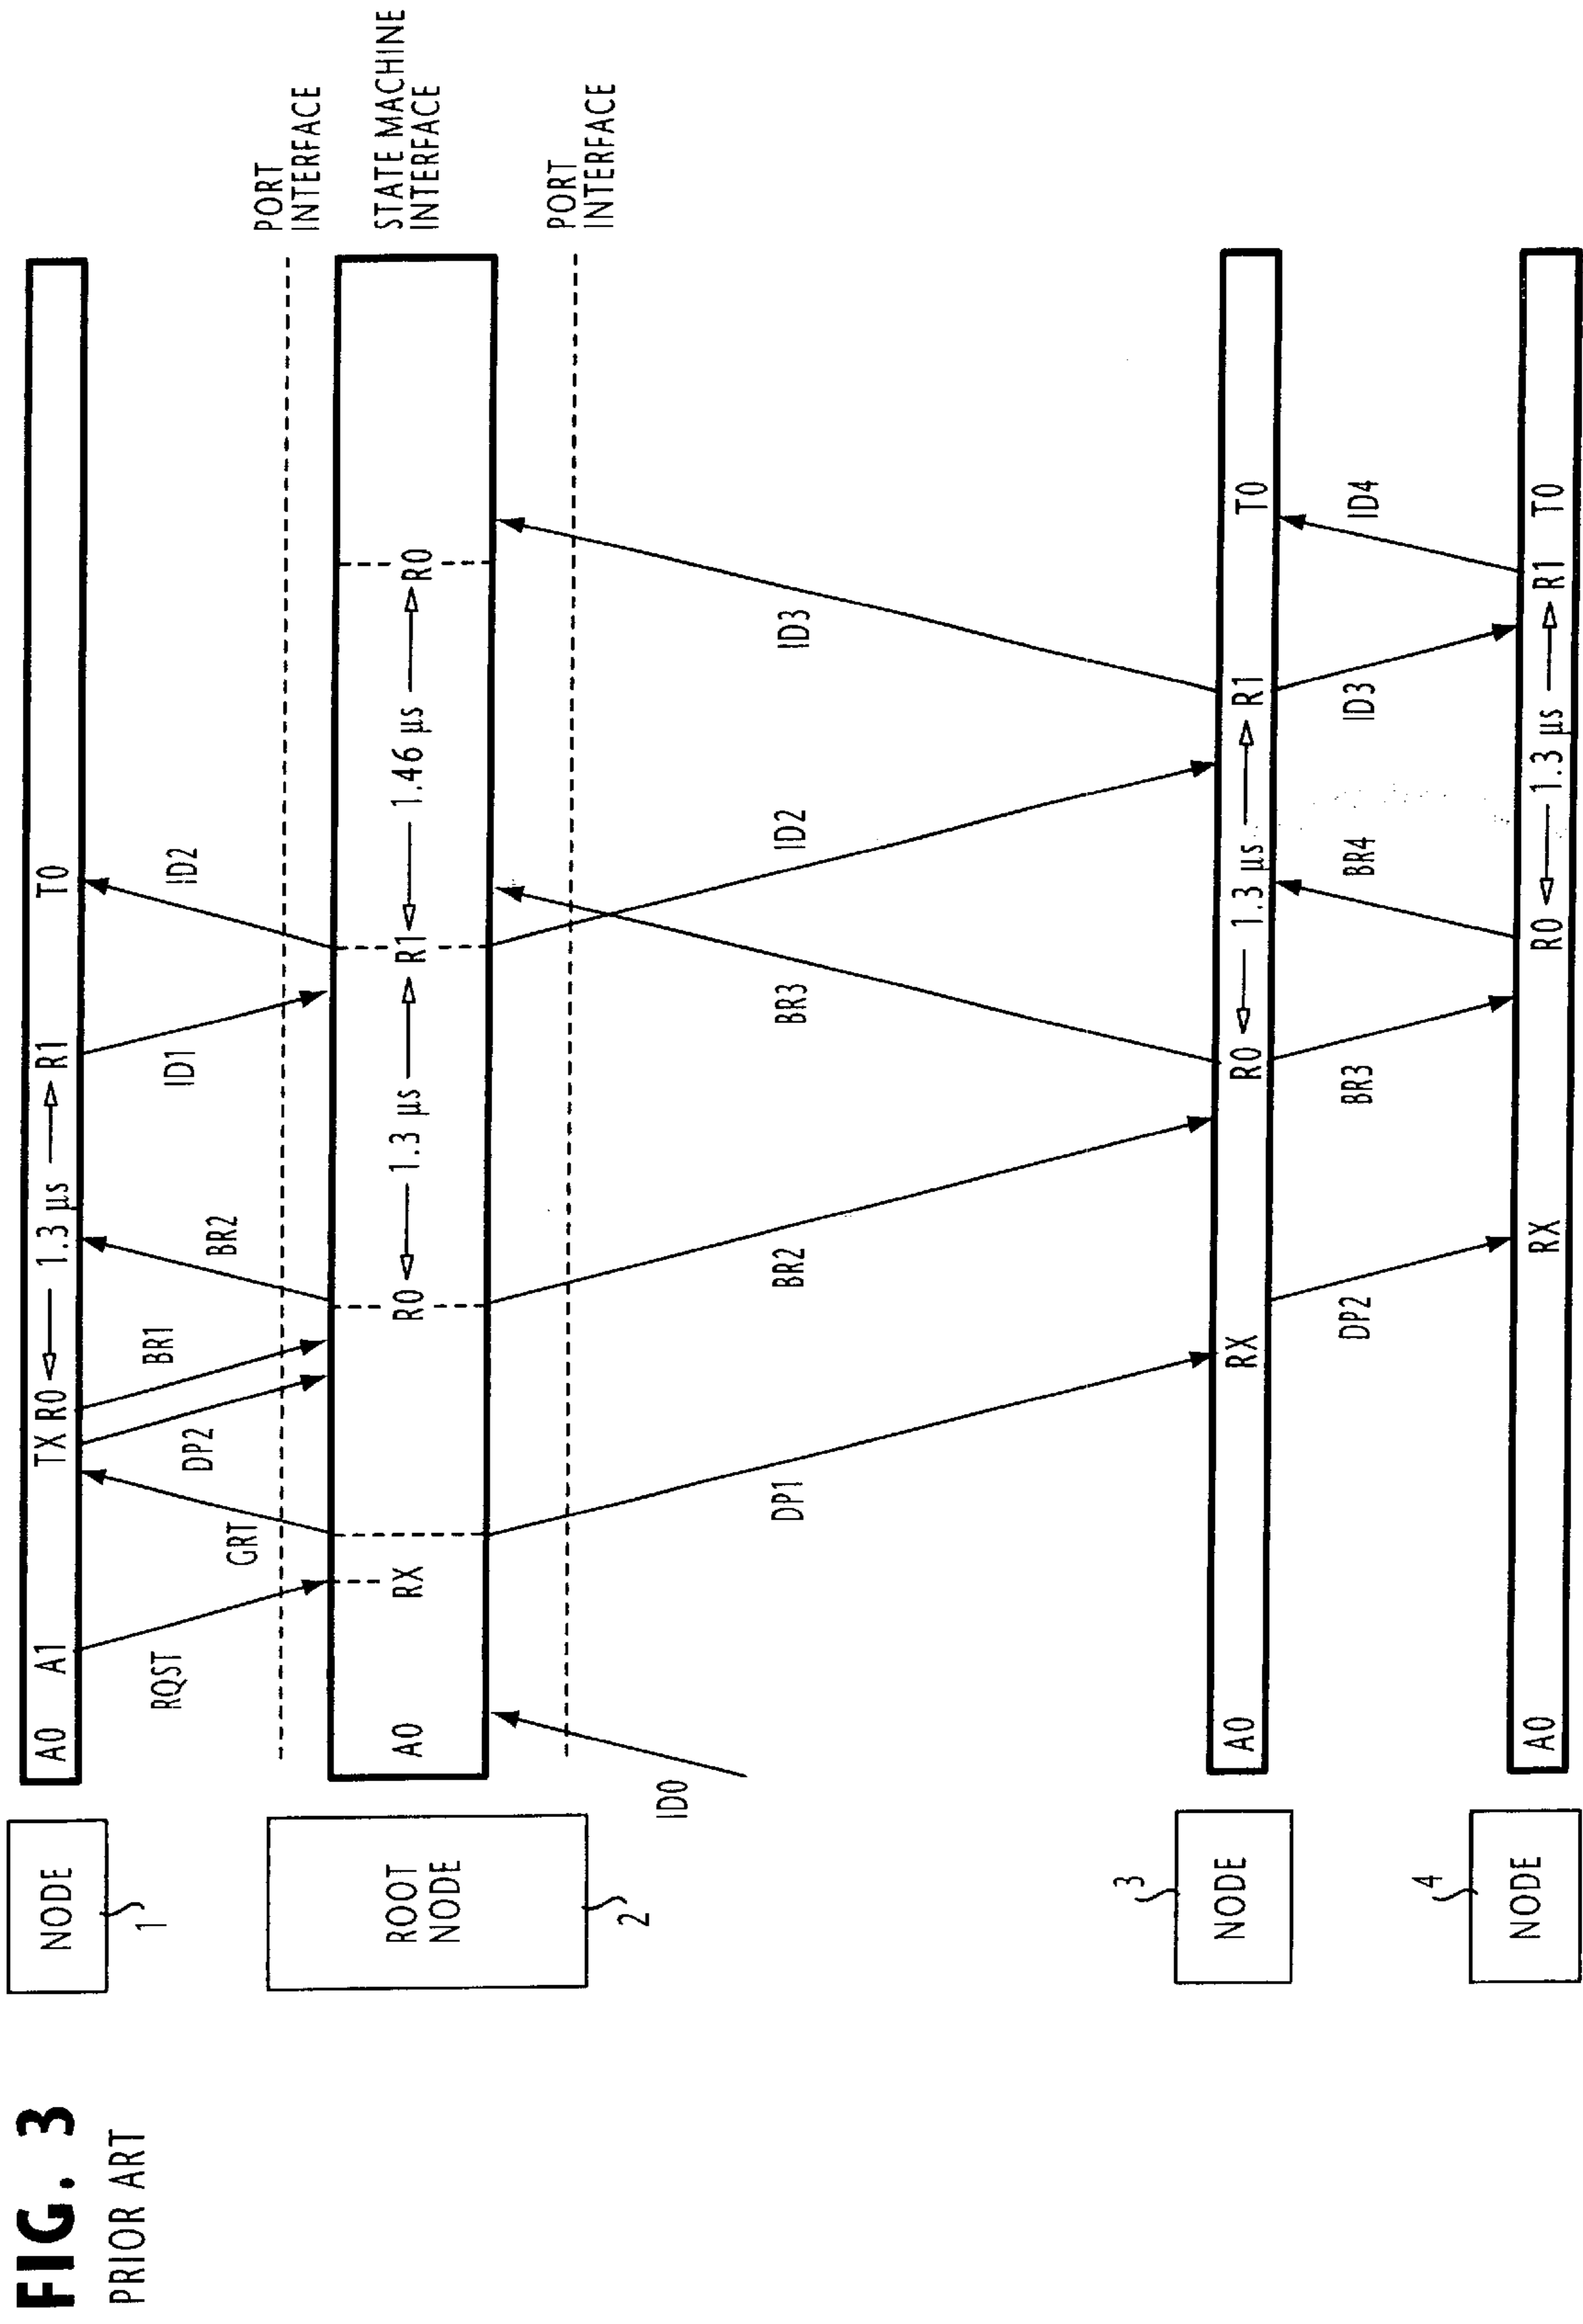 FIG. 3
PRIOR ART
NODE
1
A0 A1 TX R0 1.3 µs R1 T0
RQST
GRT
DP2
BR1
BR2
ID1
ID2
PORT
INTERFACE
ROOT
NODE
2
A0 RX R0 1.3 µs R1 1.46 µs R0
STATE MACHINE
INTERFACE
PORT
INTERFACE
ID0
DP1
BR2
BR3
ID2
ID3
NODE
3
A0 RX R0 1.3 µs R1 T0
DP2
BR3
BR4
ID3
ID4
NODE
4
A0 RX R0 1.3 µs R1 T0